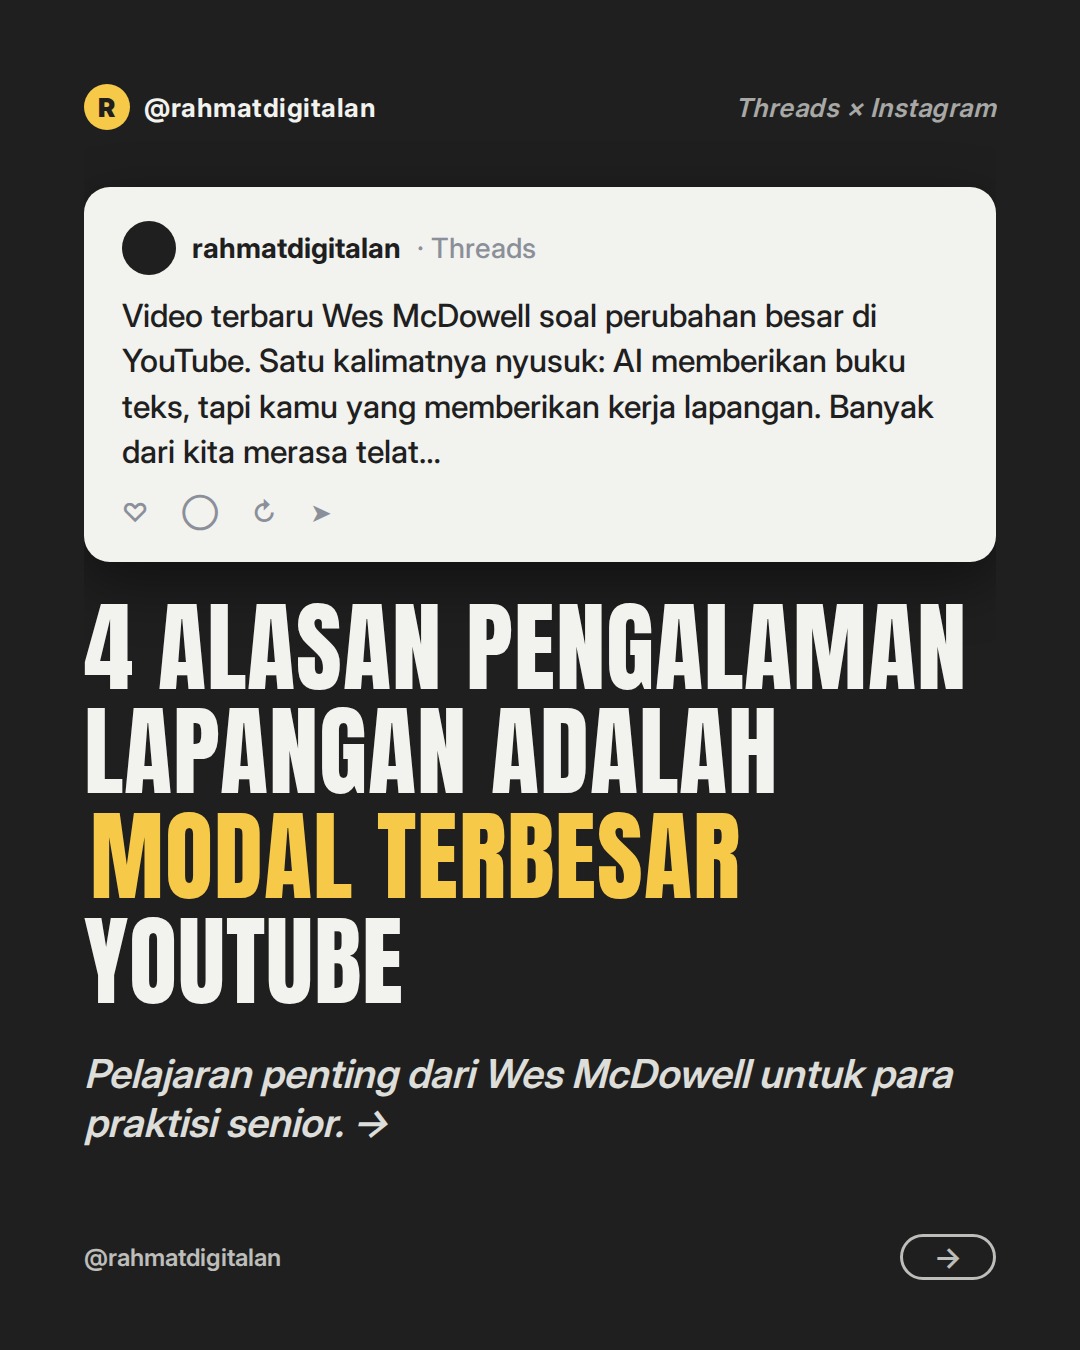 R @rahmatdigitalan
Threads × Instagram
rahmatdigitalan · Threads
Video terbaru Wes McDowell soal perubahan besar di
YouTube. Satu kalimatnya nyusuk: AI memberikan buku
teks, tapi kamu yang memberikan kerja lapangan. Banyak
dari kita merasa telat...
4 ALASAN PENGALAMAN
LAPANGAN ADALAH
MODAL TERBESAR
YOUTUBE
Pelajaran penting dari Wes McDowell untuk para
praktisi senior. →
@rahmatdigitalan
→